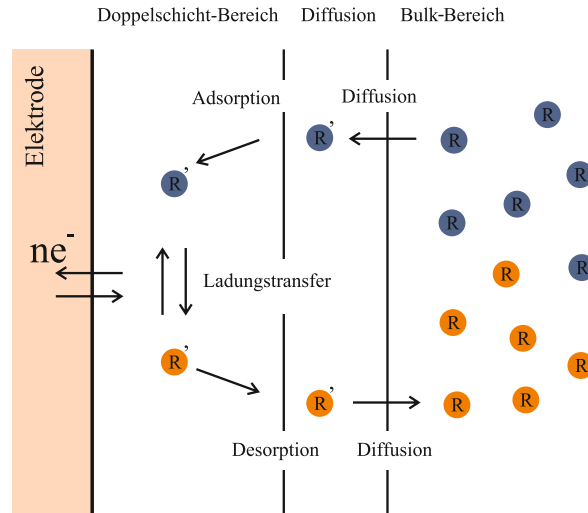 Doppelschicht-Bereich Diffusion Bulk-Bereich
Elektrode
Adsorption Diffusion
R
R’ R
R
R’
R
R
ne-
R
R
Ladungstransfer
R
R
R’
R
R’ R R
Desorption Diffusion